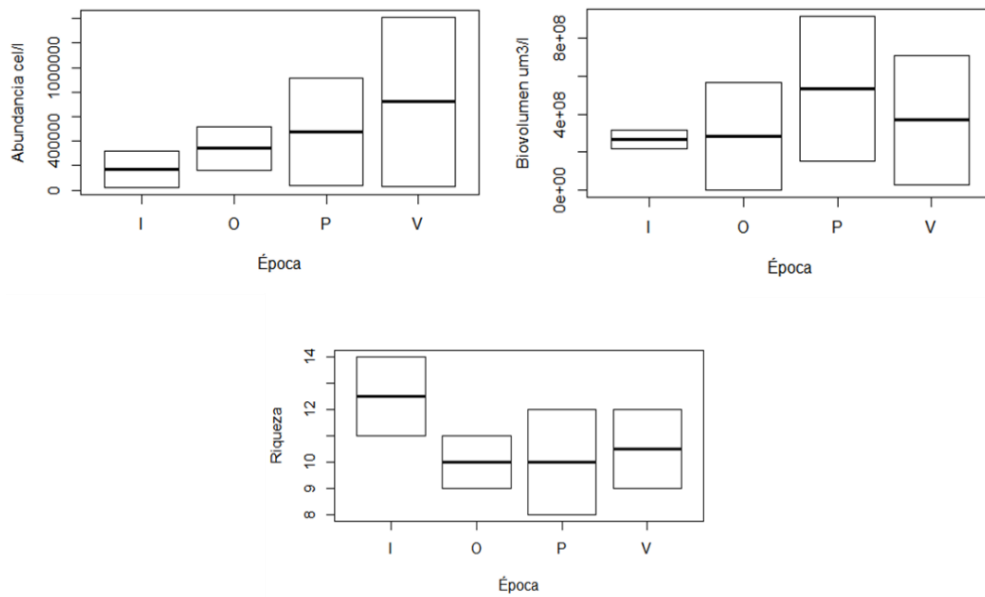 Abundancia cel/l
1000000
400000
0
I O P V
Época
Biovolumen um3/l
8e+08
4e+08
0e+00
I O P V
Época
Riqueza
14
12
10
9
8
I O P V
Época